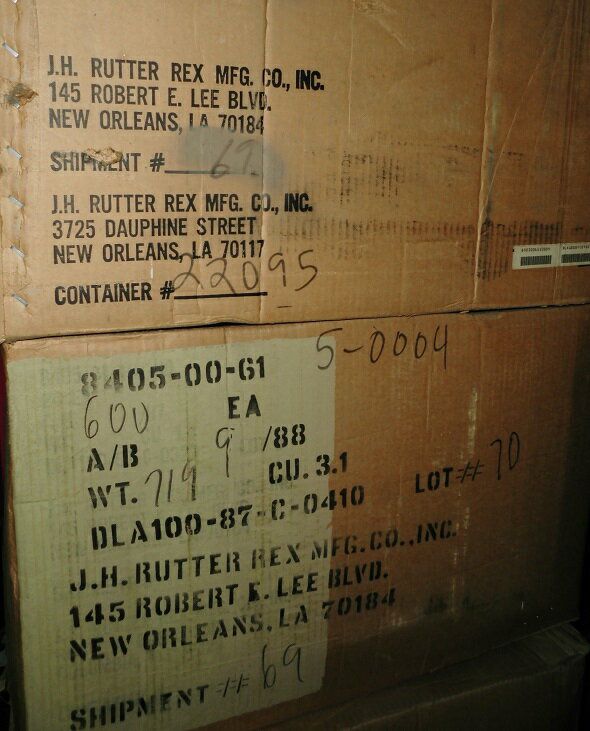 J.H. RUTTER REX MFG. CO., INC.
145 ROBERT E. LEE BLVD.
NEW ORLEANS, LA 70184
SHIPMENT # 69
J.H. RUTTER REX MFG. CO., INC.
3725 DAUPHINE STREET
NEW ORLEANS, LA 70117
CONTAINER # 22095
8405-00-61 5-0004
600 EA
A/B 9 /88
WT. 719 CU. 3.1 LOT # 70
DLA100-87-C-0410
J.H. RUTTER REX MFG.CO.,INC.
145 ROBERT E. LEE BLVD.
NEW ORLEANS, LA 70184
SHIPMENT # 69